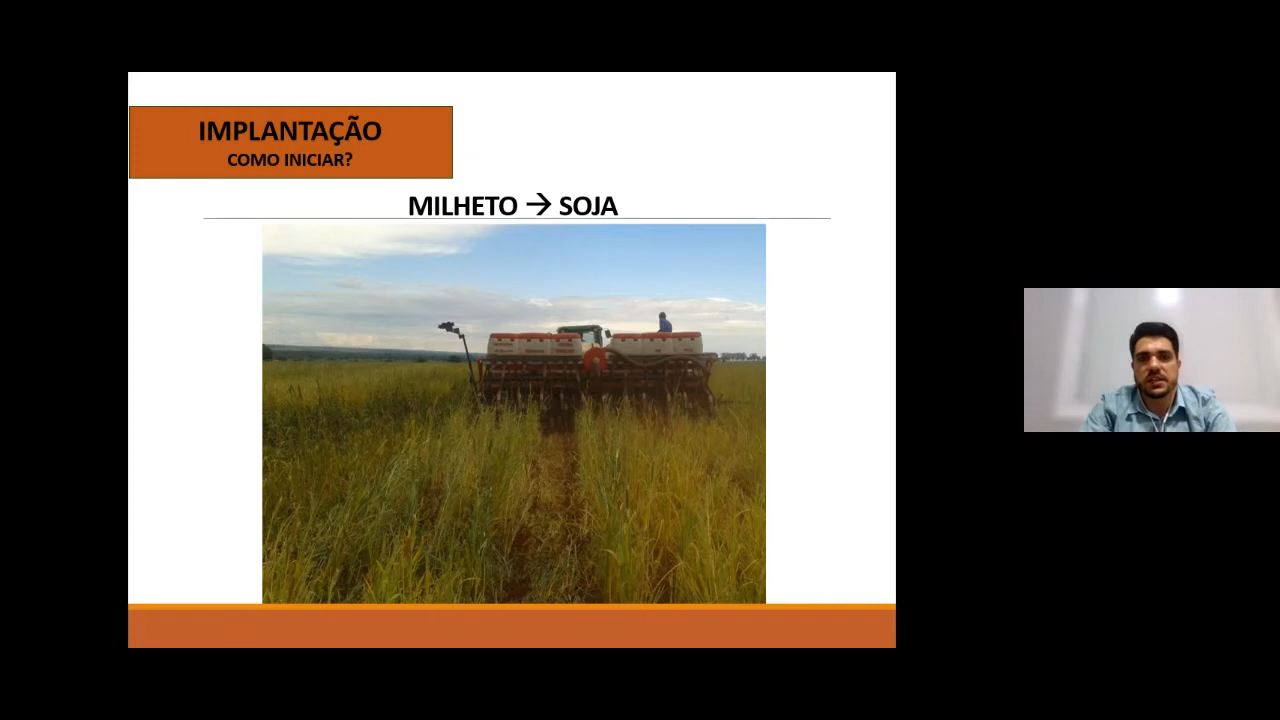 IMPLANTAÇÃO
COMO INICIAR?
MILHETO → SOJA